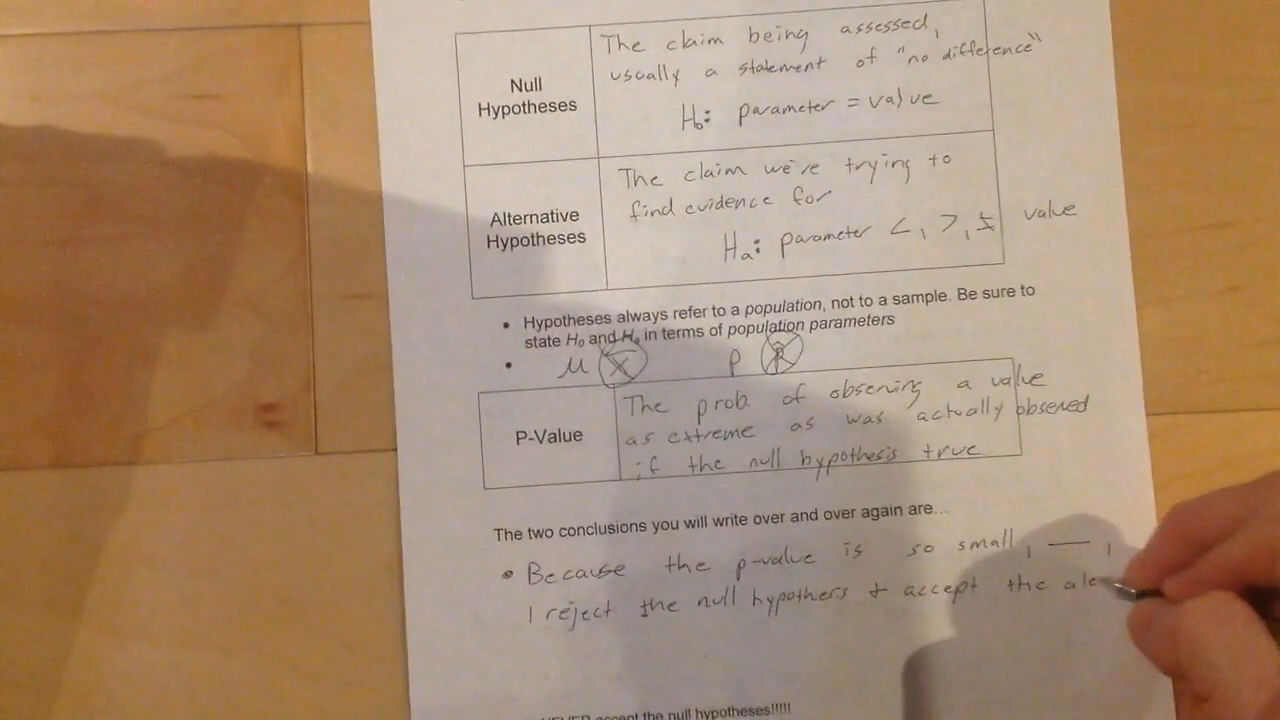 Null
Hypotheses
The claim being assessed,
usually a statement of "no difference"
H₀: parameter = value
Alternative
Hypotheses
The claim we're trying to
find evidence for
Hₐ: parameter <, >, ≠ value
• Hypotheses always refer to a population, not to a sample. Be sure to
state H₀ and Hₐ in terms of population parameters
• μ x̄ p p̂
P-Value
The prob. of observing a value
as extreme as was actually observed
if the null hypothesis true
The two conclusions you will write over and over again are…
• Because the p-value is so small, —,
I reject the null hypothesis + accept the
accept the null hypotheses!!!!!